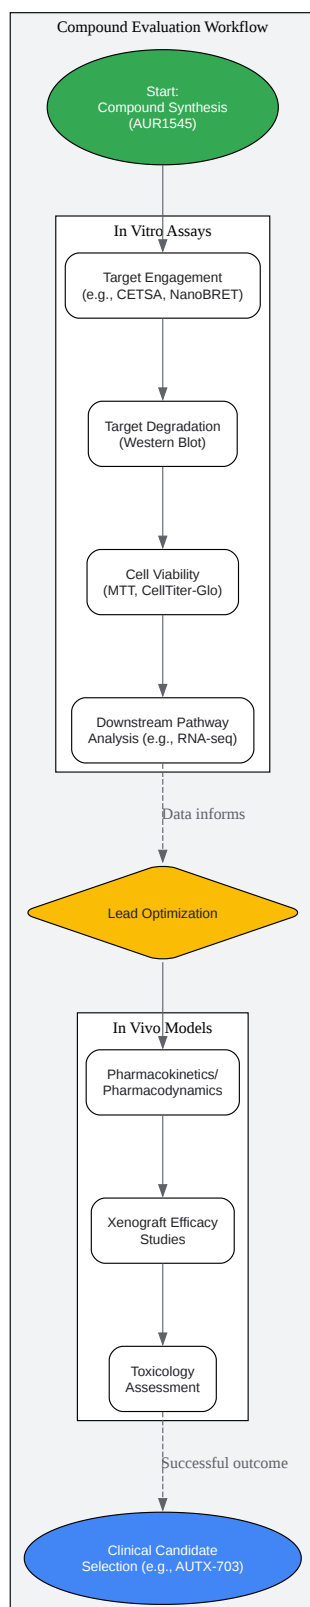 Compound Evaluation Workflow
Start:
Compound Synthesis
(AUR1545)
In Vitro Assays
Target Engagement
(e.g., CETSA, NanoBRET)
Target Degradation
(Western Blot)
Cell Viability
(MTT, CellTiter-Glo)
Downstream Pathway
Analysis (e.g., RNA-seq)
Data informs
Lead Optimization
In Vivo Models
Pharmacokinetics/
Pharmacodynamics
Xenograft Efficacy
Studies
Toxicology
Assessment
Successful outcome
Clinical Candidate
Selection (e.g., AUTX-703)